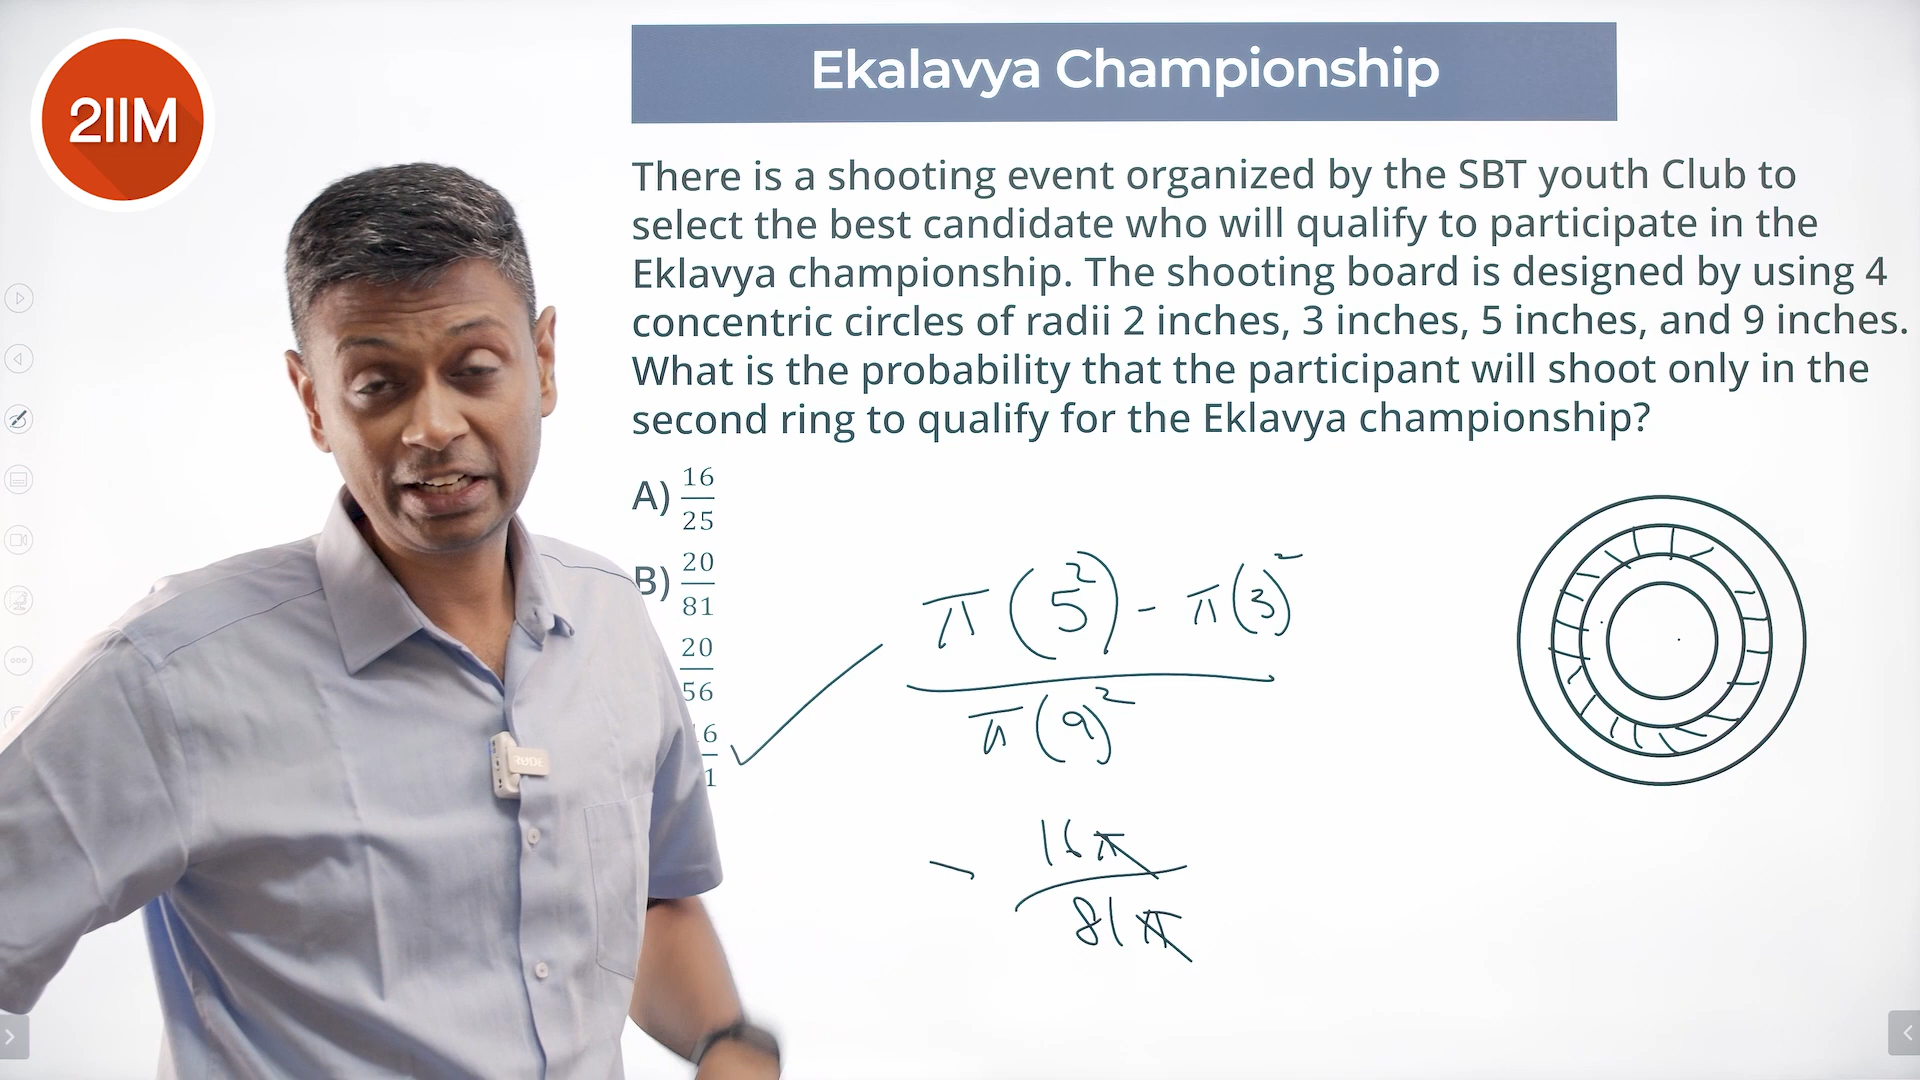 2IIM
Ekalavya Championship
There is a shooting event organized by the SBT youth Club to
select the best candidate who will qualify to participate in the
Eklavya championship. The shooting board is designed by using 4
concentric circles of radii 2 inches, 3 inches, 5 inches, and 9 inches.
What is the probability that the participant will shoot only in the
second ring to qualify for the Eklavya championship?
A) 16/25
B) 20/81
20/56
6/1
π(5²) - π(3)²
π(9)²
16π
81π
RODE